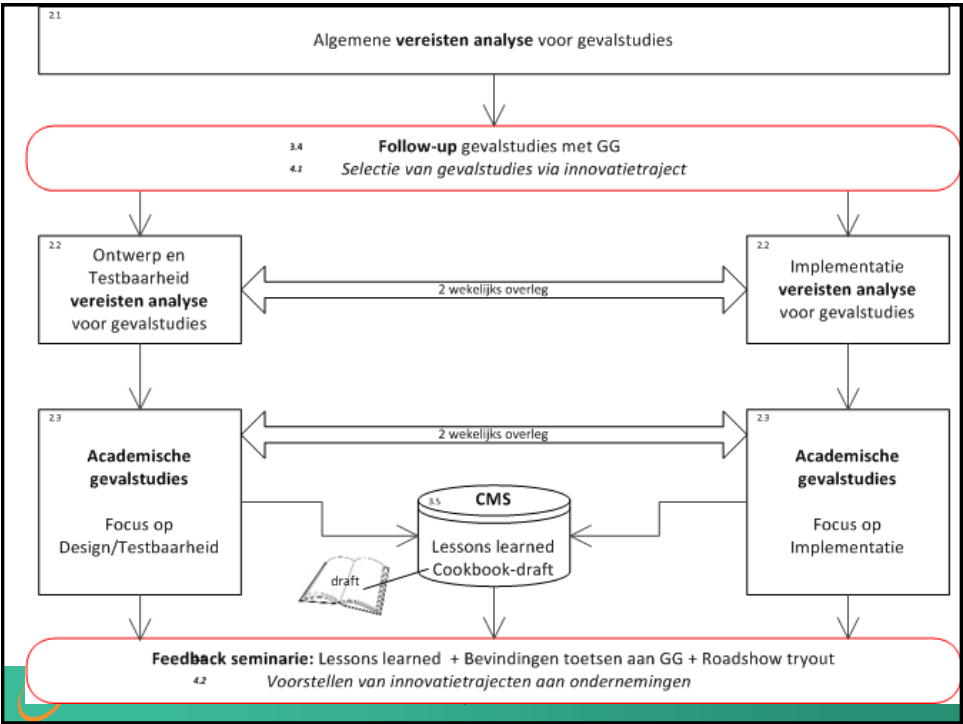 2.1
Algemene vereisten analyse voor gevalstudies
3.4 Follow-up gevalstudies met GG
4.1 Selectie van gevalstudies via innovatietraject
2.2
Ontwerp en
Testbaarheid
vereisten analyse
voor gevalstudies
2 wekelijks overleg
2.2
Implementatie
vereisten analyse
voor gevalstudies
2.3
Academische
gevalstudies
Focus op
Design/Testbaarheid
2 wekelijks overleg
2.3
Academische
gevalstudies
Focus op
Implementatie
3.5 CMS
Lessons learned
Cookbook-draft
draft
Feedback seminarie: Lessons learned + Bevindingen toetsen aan GG + Roadshow tryout
4.2 Voorstellen van innovatietrajecten aan ondernemingen